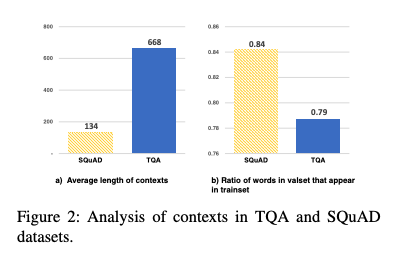 800
600
400
200
-
668
134
SQuAD
TQA
a) Average length of contexts
0.86
0.84
0.82
0.80
0.78
0.76
0.84
0.79
SQuAD
TQA
b) Ratio of words in valset that appear
in trainset
Figure 2: Analysis of contexts in TQA and SQuAD
datasets.